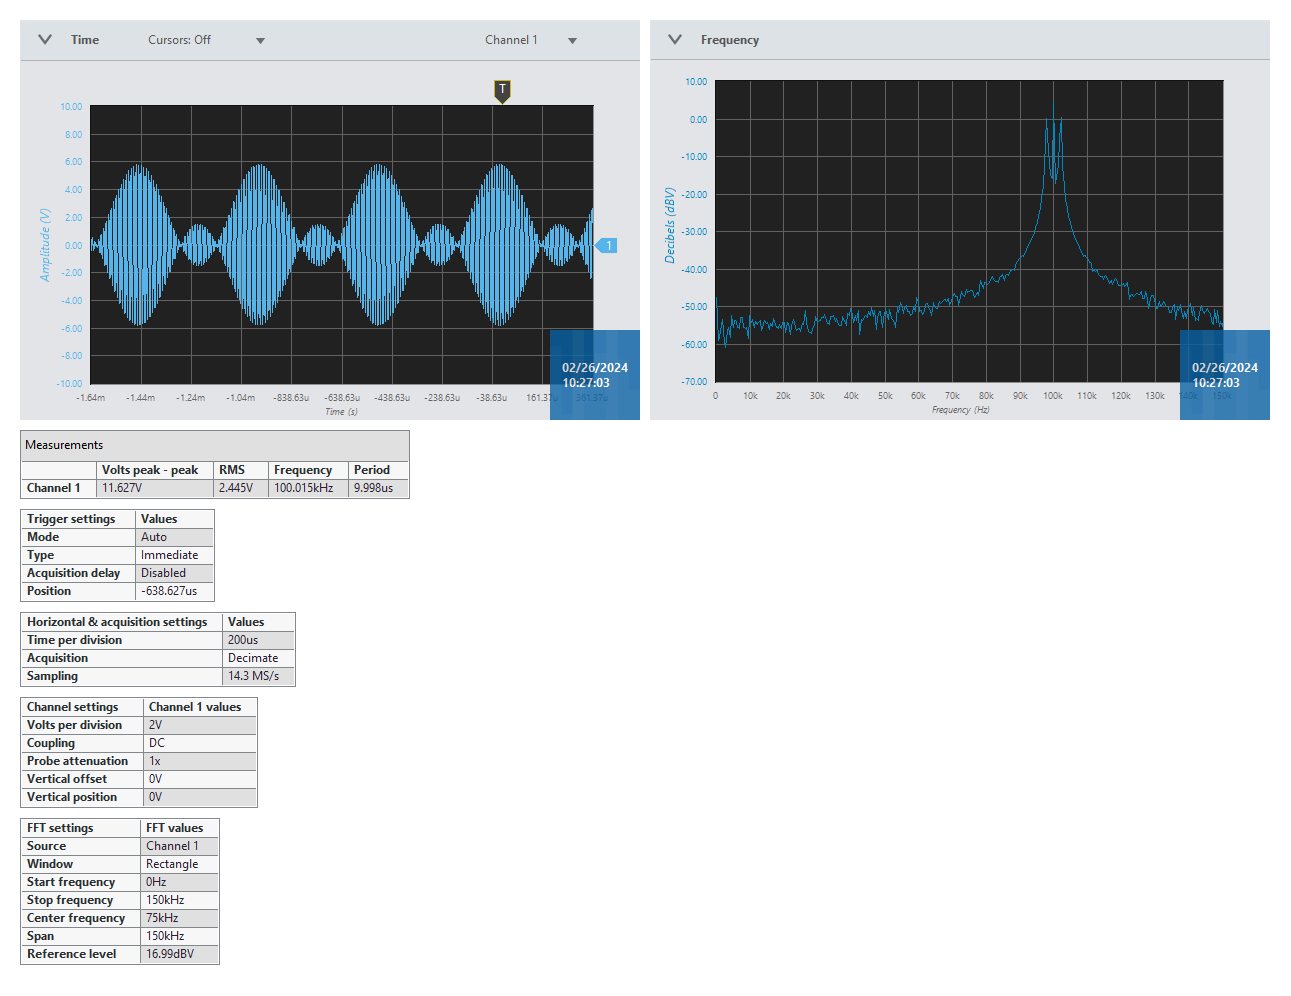 Time Cursors: Off Channel 1
T
10.00
8.00
6.00
4.00
2.00
0.00
-2.00
-4.00
-6.00
-8.00
-10.00
Amplitude (V)
1
-1.64m -1.44m -1.24m -1.04m -838.63u -638.63u -438.63u -238.63u -38.63u 161.37u 361.37u
Time (s)
02/26/2024
10:27:03
Frequency
10.00
0.00
-10.00
-20.00
-30.00
-40.00
-50.00
-60.00
-70.00
Decibels (dBV)
0 10k 20k 30k 40k 50k 60k 70k 80k 90k 100k 110k 120k 130k 140k 150k
Frequency (Hz)
02/26/2024
10:27:03
Measurements
Volts peak - peak RMS Frequency Period
Channel 1 11.627V 2.445V 100.015kHz 9.998us
Trigger settings Values
Mode Auto
Type Immediate
Acquisition delay Disabled
Position -638.627us
Horizontal & acquisition settings Values
Time per division 200us
Acquisition Decimate
Sampling 14.3 MS/s
Channel settings Channel 1 values
Volts per division 2V
Coupling DC
Probe attenuation 1x
Vertical offset 0V
Vertical position 0V
FFT settings FFT values
Source Channel 1
Window Rectangle
Start frequency 0Hz
Stop frequency 150kHz
Center frequency 75kHz
Span 150kHz
Reference level 16.99dBV